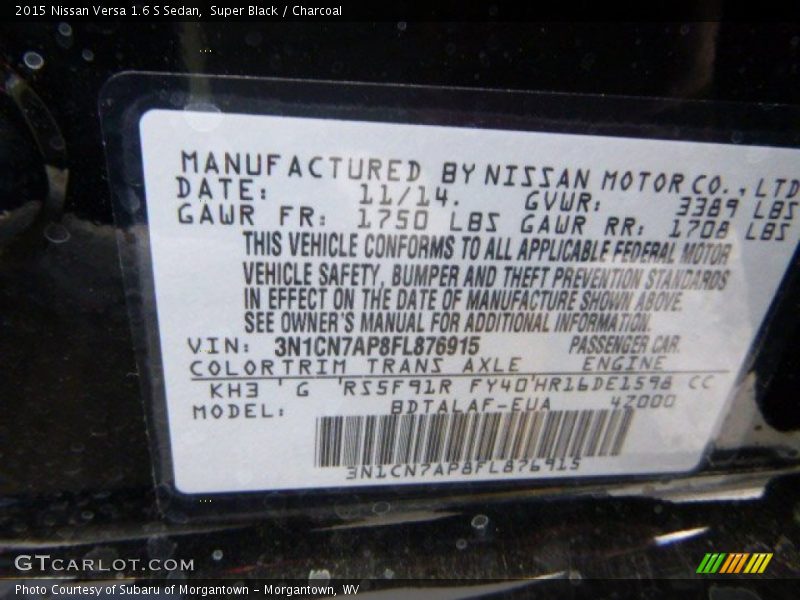 2015 Nissan Versa 1.6 S Sedan,  Super Black / Charcoal
MANUFACTURED BY NISSAN MOTOR CO., LTD
DATE: 11/14. GVWR: 3389 LBS
GAWR FR: 1750 LBS GAWR RR: 1708 LBS
THIS VEHICLE CONFORMS TO ALL APPLICABLE FEDERAL MOTOR
VEHICLE SAFETY, BUMPER AND THEFT PREVENTION STANDARDS
IN EFFECT ON THE DATE OF MANUFACTURE SHOWN ABOVE.
SEE OWNER'S MANUAL FOR ADDITIONAL INFORMATION.
VIN: 3N1CN7AP8FL876915 PASSENGER CAR.
COLORTRIM TRANS AXLE ENGINE
KH3 ' G 'RS5F91R FY40'HR16DE1598 CC
MODEL: BDTALAF-EUA 4Z000
3N1CN7AP8FL876915
GTCARLOT.COM
Photo Courtesy of Subaru of Morgantown - Morgantown, WV